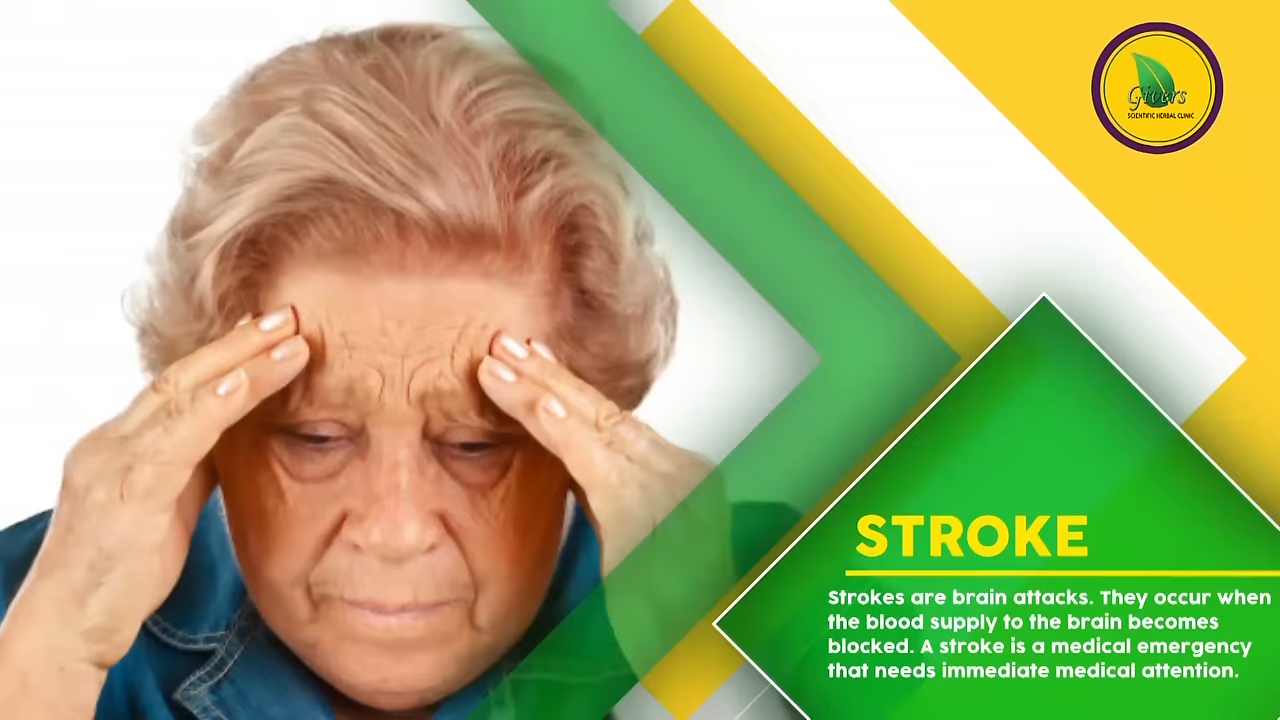 Givers
SCIENTIFIC HERBAL CLINIC
STROKE
Strokes are brain attacks. They occur when
the blood supply to the brain becomes
blocked. A stroke is a medical emergency
that needs immediate medical attention.